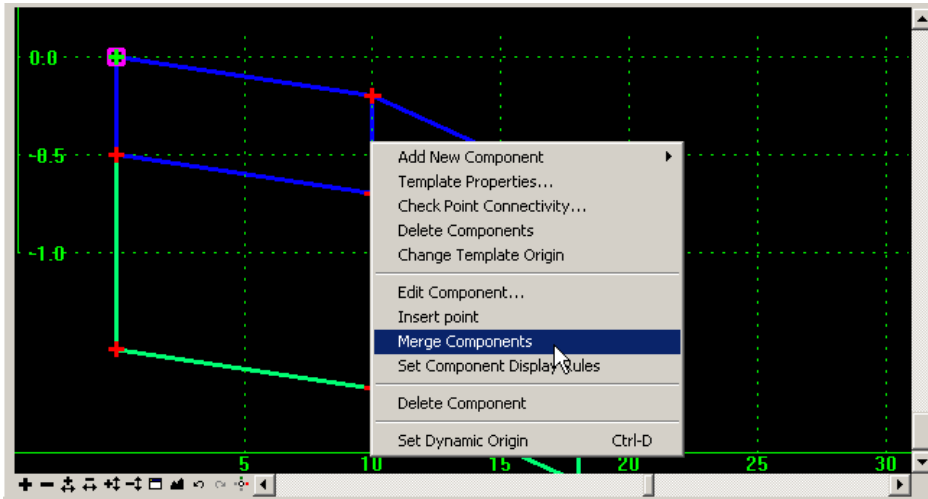 0.0
-0.5
Add New Component
Template Properties...
Check Point Connectivity...
Delete Components
-1.0
Change Template Origin
Edit Component...
Insert point
Merge Components
Set Component Display Rules
Delete Component
Set Dynamic Origin Ctrl-D
5 10 15 20 25 30